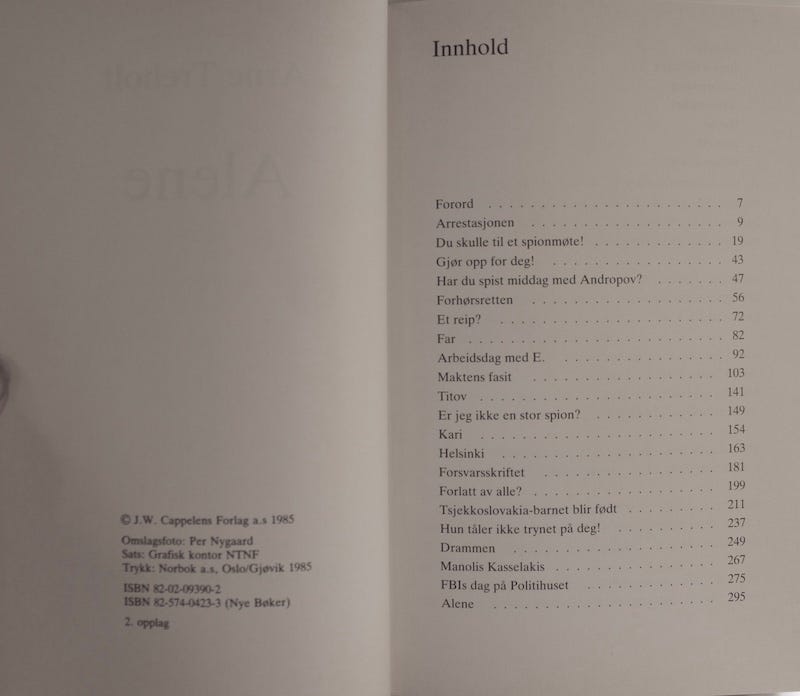 © J.W. Cappelens Forlag a.s 1985
Omslagsfoto: Per Nygaard
Sats: Grafisk kontor NTNF
Trykk: Norbok a.s, Oslo/Gjøvik 1985
ISBN 82-02-09390-2
ISBN 82-574-0423-3 (Nye Bøker)
2. opplag
Innhold
Forord . . . . . . . . . . . . . . . . . . . . . . 7
Arrestasjonen . . . . . . . . . . . . . . . . . . 9
Du skulle til et spionmøte! . . . . . . . . . . . . 19
Gjør opp for deg! . . . . . . . . . . . . . . . . 43
Har du spist middag med Andropov? . . . . . . 47
Forhørsretten . . . . . . . . . . . . . . . . . . 56
Et reip? . . . . . . . . . . . . . . . . . . . . . 72
Far . . . . . . . . . . . . . . . . . . . . . . . . 82
Arbeidsdag med E. . . . . . . . . . . . . . . . 92
Maktens fasit . . . . . . . . . . . . . . . . . 103
Titov . . . . . . . . . . . . . . . . . . . . . . 141
Er jeg ikke en stor spion? . . . . . . . . . . . 149
Kari . . . . . . . . . . . . . . . . . . . . . . 154
Helsinki . . . . . . . . . . . . . . . . . . . . 163
Forsvarsskriftet . . . . . . . . . . . . . . . . 181
Forlatt av alle? . . . . . . . . . . . . . . . . . 199
Tsjekkoslovakia-barnet blir født . . . . . . . . 211
Hun tåler ikke trynet på deg! . . . . . . . . . 237
Drammen . . . . . . . . . . . . . . . . . . . 249
Manolis Kasselakis . . . . . . . . . . . . . . . 267
FBIs dag på Politihuset . . . . . . . . . . . . 275
Alene . . . . . . . . . . . . . . . . . . . . . 295
Arne Treholt
Alene